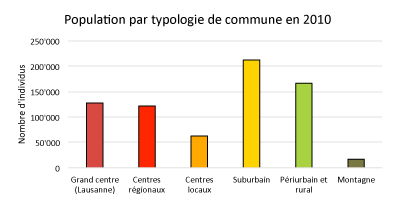 Population par typologie de commune en 2010
Nombre d'individus
250'000
200'000
150'000
100'000
50'000
0
Grand centre
(Lausanne)
Centres
régionaux
Centres
locaux
Suburbain
Périurbain et
rural
Montagne